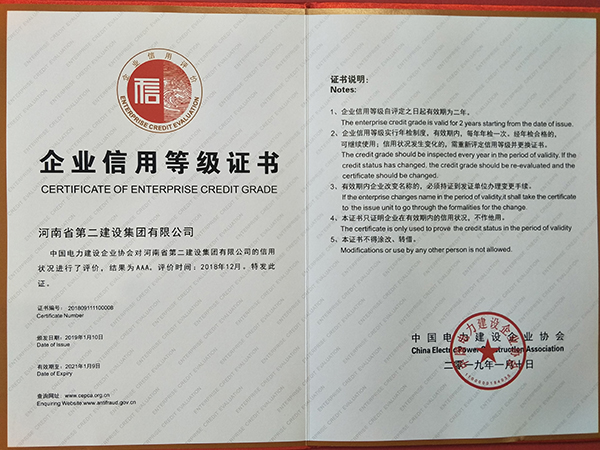 企业信用评价
信
ENTERPRISE CREDIT EVALUATION
企业信用等级证书
CERTIFICATE OF ENTERPRISE CREDIT GRADE
河南省第二建设集团有限公司
中国电力建设企业协会对河南省第二建设集团有限公司的信用
状况进行了评价，结果为AAA。评价时间：2018年12月。特发此
证。
证书编号：201809111100008
Certificate Number
颁发日期：2019年1月10日
Date of Issue
有效期至：2021年1月9日
Date of Expiry
查询网址：www.cepca.org.cn
Enquiring Website:www.antifraud.gov.cn
证书说明：
Notes:
1、企业信用等级自评定之日起有效期为二年。
The enterprise credit grade is valid for 2 years starting from the date of issue.
2、企业信用等级实行年检制度，有效期内，每年年检一次。经年检合格的，
可继续使用；信用状况发生变化的，需重新评定信用等级并更换证书。
The credit grade should be inspected every year in the period of validity. If the
credit status has changed, the credit grade should be re-evaluated and the
certificate should be changed.
3、有效期内企业改变名称的，必须持证到发证单位办理变更手续。
If the enterprise changes name in the period of validity,it shall take the certificate
to the issue unit to go through the formalities for the change.
4、本证书只证明企业在有效期内的信用状况，不作他用。
The certificate is only used to prove the credit status in the period of validity
5、本证书不得涂改、转借。
Modifications or use by any other person is not allowed.
中国电力建设企业协会
China Electric Power Construction Association
二零一九年一月十日